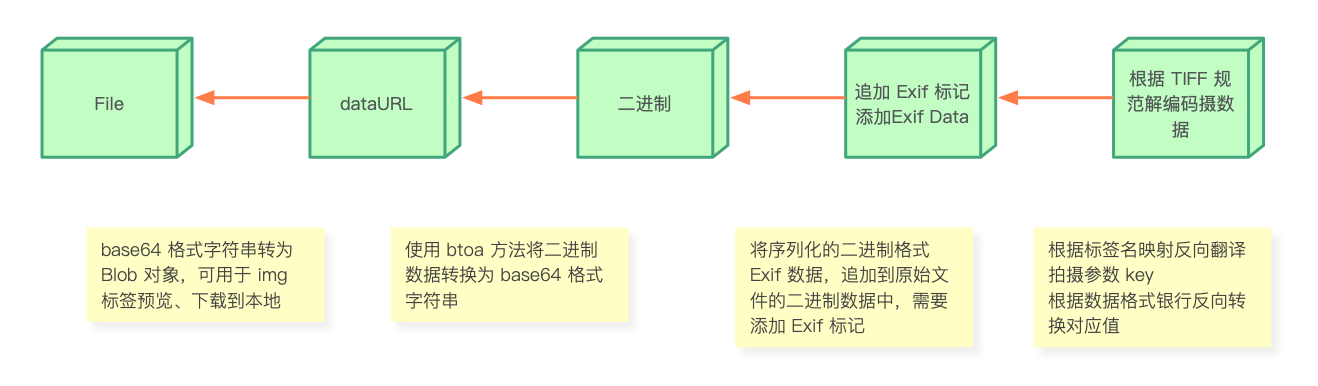 File
dataURL
二进制
追加 Exif 标记
添加Exif Data
根据 TIFF 规
范解编码摄数
据
base64 格式字符串转为
Blob 对象，可用于 img
标签预览、下载到本地
使用 btoa 方法将二进制
数据转换为 base64 格式
字符串
将序列化的二进制格式
Exif 数据，追加到原始文
件的二进制数据中，需要
添加 Exif 标记
根据标签名映射反向翻译
拍摄参数 key
根据数据格式银行反向转
换对应值